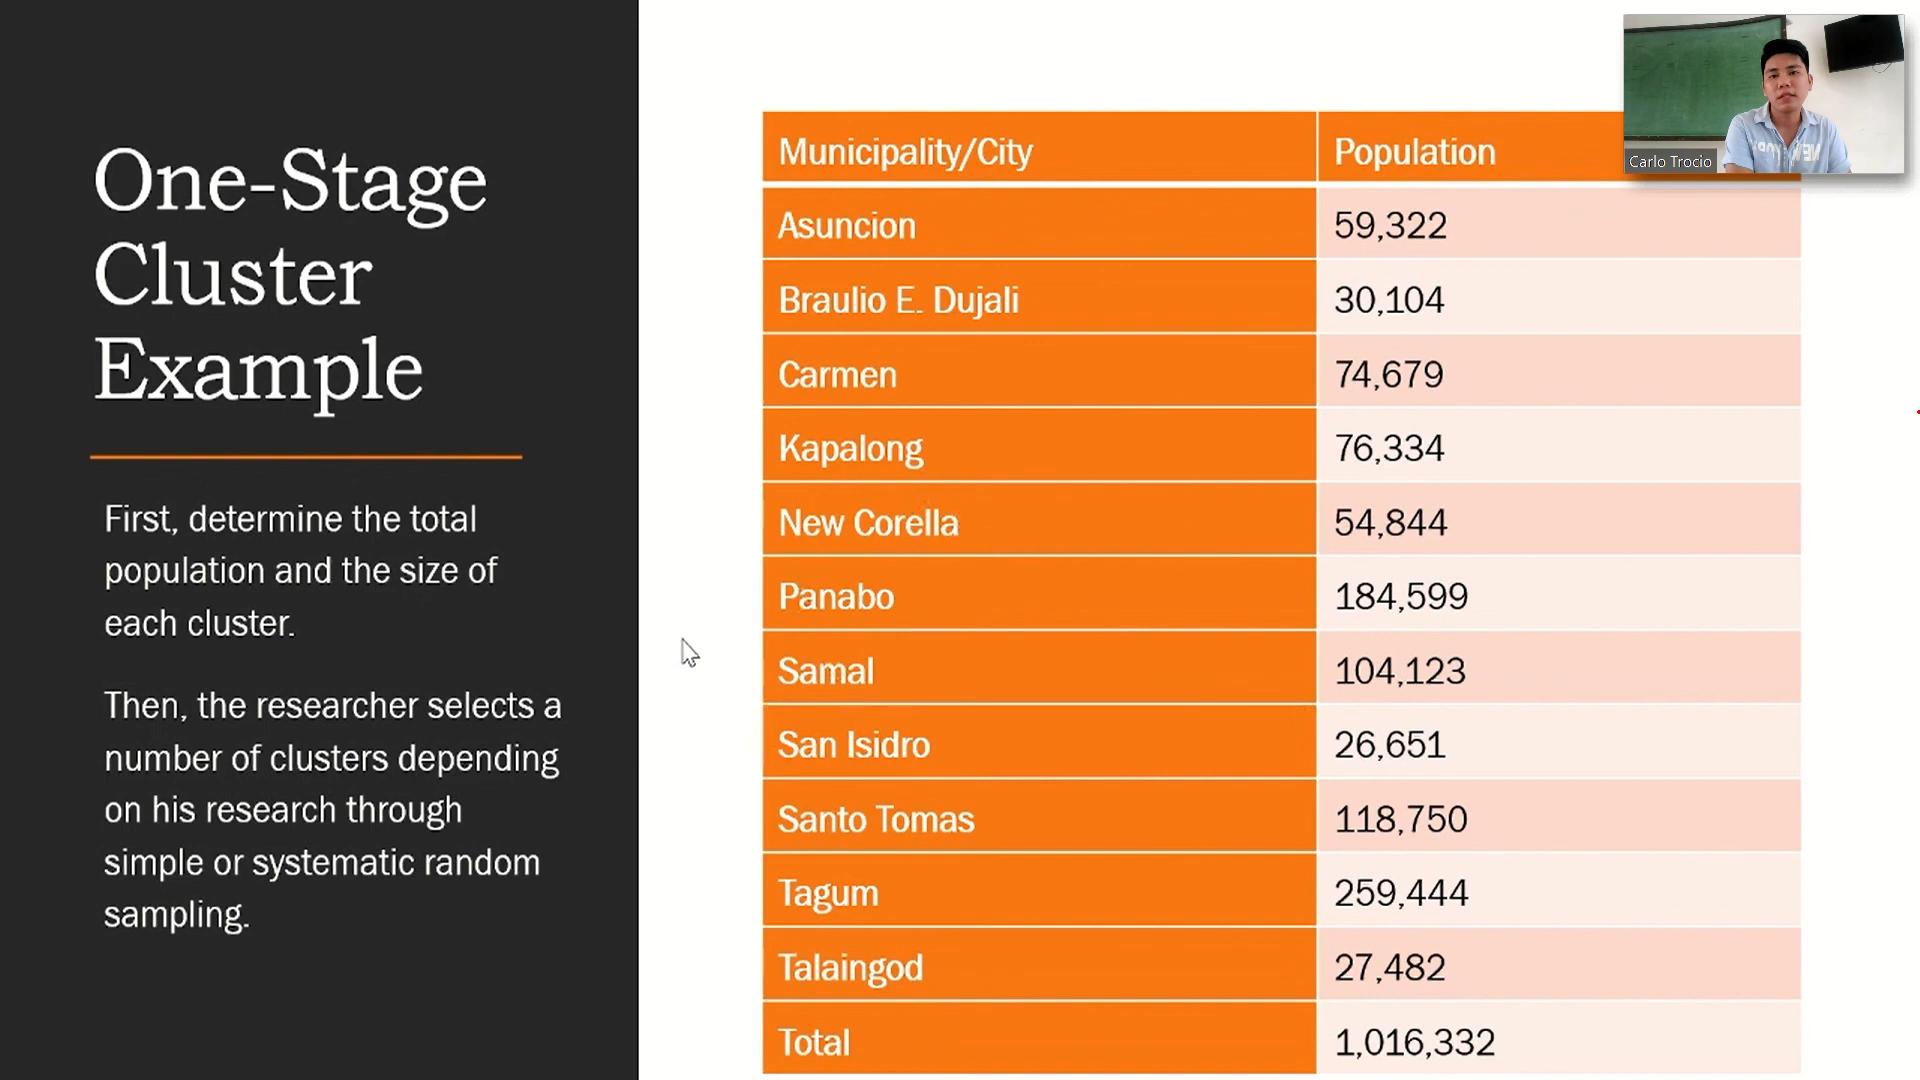 One-Stage
Cluster
Example
First, determine the total
population and the size of
each cluster.
Then, the researcher selects a
number of clusters depending
on his research through
simple or systematic random
sampling.
Municipality/City Population
Asuncion 59,322
Braulio E. Dujali 30,104
Carmen 74,679
Kapalong 76,334
New Corella 54,844
Panabo 184,599
Samal 104,123
San Isidro 26,651
Santo Tomas 118,750
Tagum 259,444
Talaingod 27,482
Total 1,016,332
Carlo Trocio